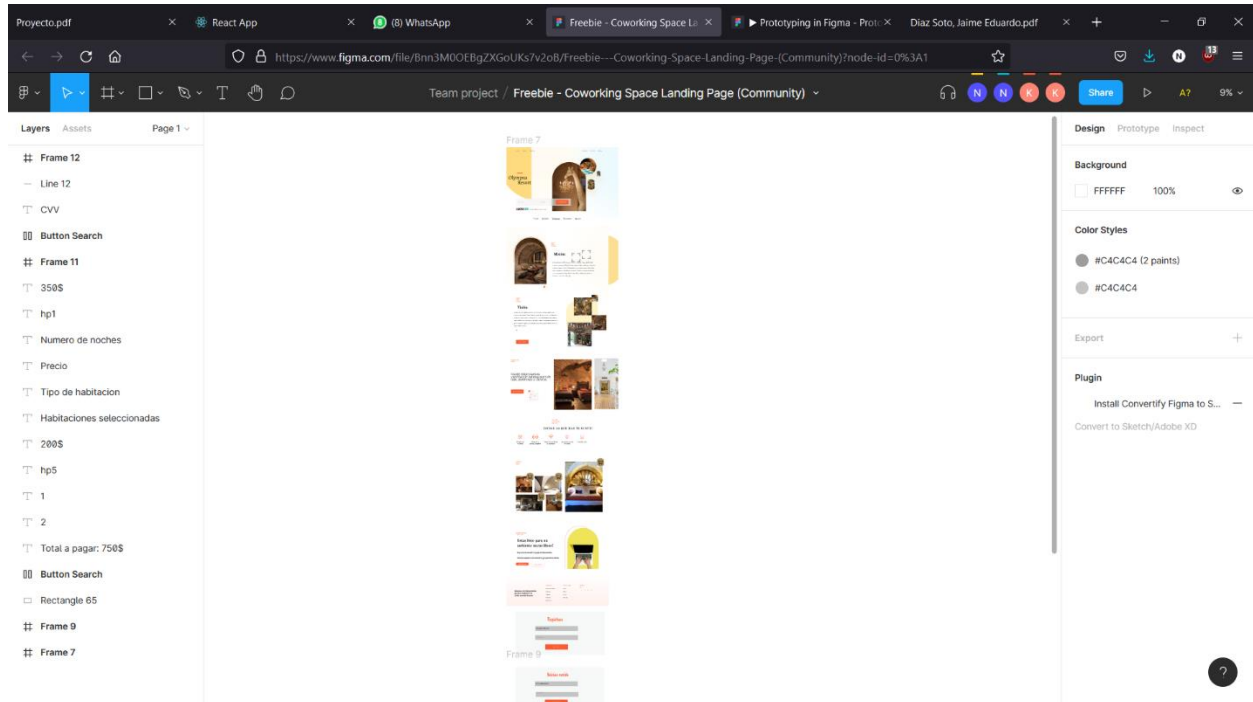 Proyecto.pdf
React App
(8) WhatsApp
Freebie - Coworking Space La
▶ Prototyping in Figma - Proto
Diaz Soto, Jaime Eduardo.pdf
https://www.figma.com/file/Bnn3M0OEBgZXGoUKs7v2oB/Freebie---Coworking-Space-Landing-Page-(Community)?node-id=0%3A1
N
13
Team project / Freebie - Coworking Space Landing Page (Community)
N
N
K
K
Share
A?
9%
Layers
Assets
Page 1
Frame 12
Line 12
CVV
Button Search
Frame 11
350$
hp1
Numero de noches
Precio
Tipo de habitacion
Habitaciones seleccionadas
200$
hp5
1
2
Total a pagar: 750$
Button Search
Rectangle 65
Frame 9
Frame 7
Frame 7
Frame 9
Design
Prototype
Inspect
Background
FFFFFF
100%
Color Styles
#C4C4C4 (2 paints)
#C4C4C4
Export
Plugin
Install Convertify Figma to S...
Convert to Sketch/Adobe XD
?